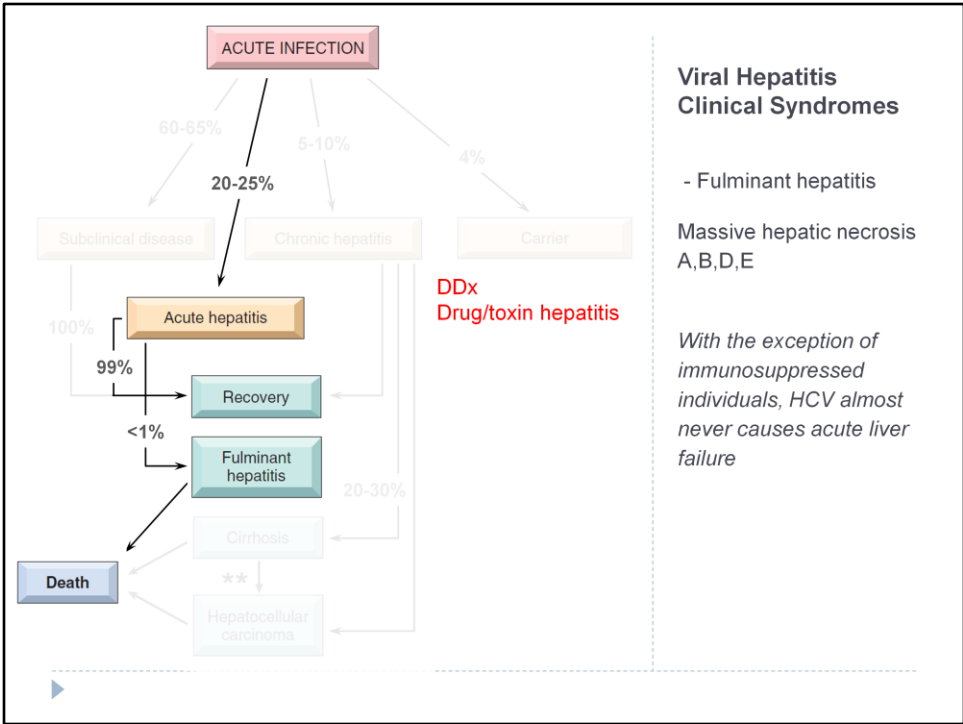 ACUTE INFECTION
60-65%
5-10%
4%
20-25%
Subclinical disease
Chronic hepatitis
Carrier
DDx
Drug/toxin hepatitis
Acute hepatitis
100%
99%
Recovery
<1%
Fulminant
hepatitis
20-30%
Cirrhosis
**
Death
Hepatocellular
carcinoma
Viral Hepatitis
Clinical Syndromes
- Fulminant hepatitis
Massive hepatic necrosis
A,B,D,E
With the exception of
immunosuppressed
individuals, HCV almost
never causes acute liver
failure